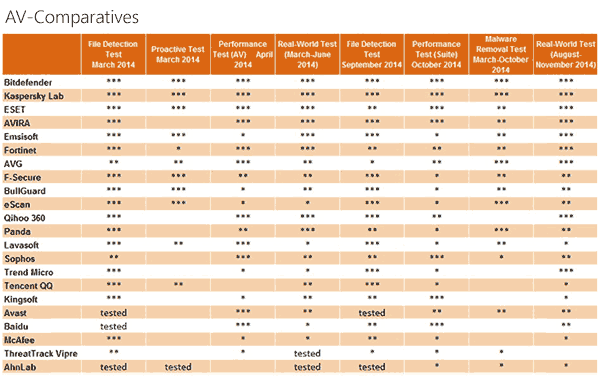 AV-Comparatives
File Detection Test March 2014 | Proactive Test March 2014 | Performance Test (AV) April 2014 | Real-World Test (March-June 2014) | File Detection Test September 2014 | Performance Test (Suite) October 2014 | Malware Removal Test March-October 2014 | Real-World Test (August-November 2014)
Bitdefender *** *** *** *** *** *** *** ***
Kaspersky Lab *** *** *** *** *** *** *** ***
ESET *** *** *** *** ** *** ** ***
AVIRA *** *** *** *** *** ** ***
Emsisoft *** *** * *** *** * ** ***
Fortinet *** * *** *** ** ** ** ***
AVG ** ** *** ** * ** *** ***
F-Secure *** *** ** ** *** * ** **
BullGuard *** *** * ** *** * ** **
eScan *** *** * * *** * *** **
Qihoo 360 *** *** *** *** ** ***
Panda *** ** *** *** * *** **
Lavasoft *** ** *** * *** * ** *
Sophos ** ** ** ** ** * **
Trend Micro *** * * *** * ***
Tencent QQ *** ** ** *** *
Kingsoft *** * ** ** *** *
Avast tested *** ** tested ** ** **
Baidu tested *** * ** *** **
McAfee *** * * ** * *
ThreatTrack Vipre ** * tested * * *
AhnLab tested tested tested tested * * *